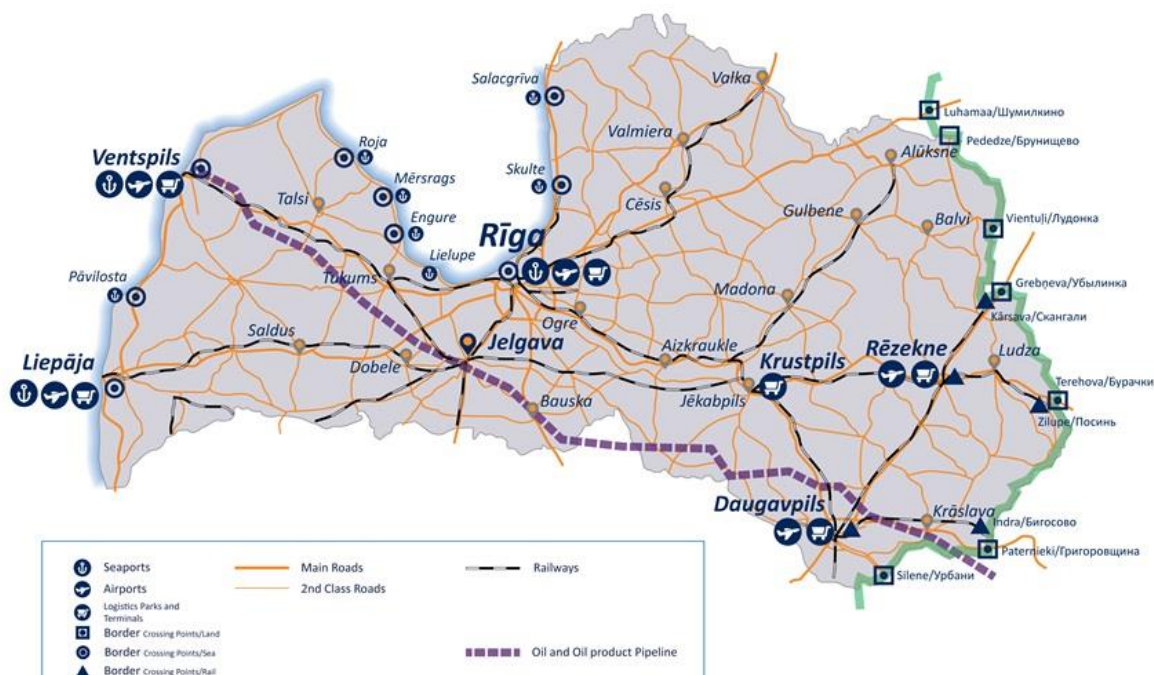 Salacgrīva
Valka
Luhamaa/Шумилкино
Pededze/Брунищево
Valmiera
Roja
Ventspils
Alūksne
Skulte
Mērsrags
Talsi
Cēsis
Gulbene
Balvi
Vientuļi/Лудонка
Engure
Rīga
Lielupe
Pāvilosta
Tukums
Grebņeva/Убылинка
Madona
Kārsava/Скангали
Ogre
Saldus
Jelgava
Aizkraukle
Krustpils
Rēzekne
Ludza
Liepāja
Dobele
Terehova/Бурачки
Jēkabpils
Zilupe/Посинь
Bauska
Daugavpils
Krāslava
Indra/Бигосово
Paternieki/Григоровщина
Silene/Урбани
Seaports
Main Roads
Railways
Airports
2nd Class Roads
Logistics Parks and
Terminals
Border Crossing Points/Land
Border Crossing Points/Sea
Oil and Oil product Pipeline
Border Crossing Points/Rail